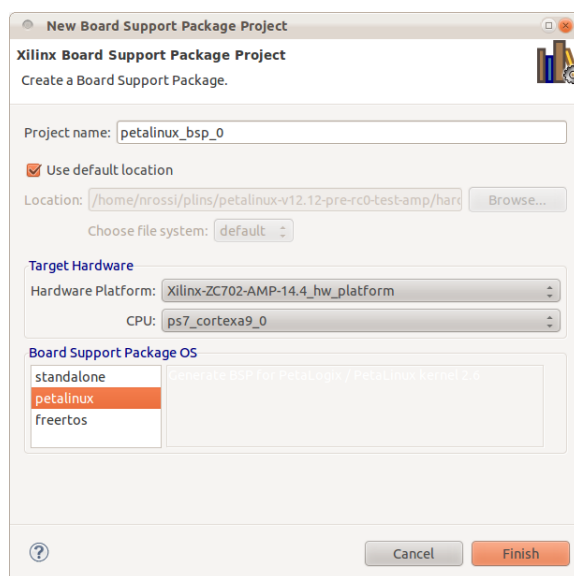 New Board Support Package Project
Xilinx Board Support Package Project
Create a Board Support Package.
Project name: petalinux_bsp_0
Use default location
Location: /home/nrossi/plins/petalinux-v12.12-pre-rc0-test-amp/hard Browse...
Choose file system: default
Target Hardware
Hardware Platform: Xilinx-ZC702-AMP-14.4_hw_platform
CPU: ps7_cortexa9_0
Board Support Package OS
standalone Generate BSP for PetaLogix / PetaLinux kernel 2.6
petalinux
freertos
? Cancel Finish